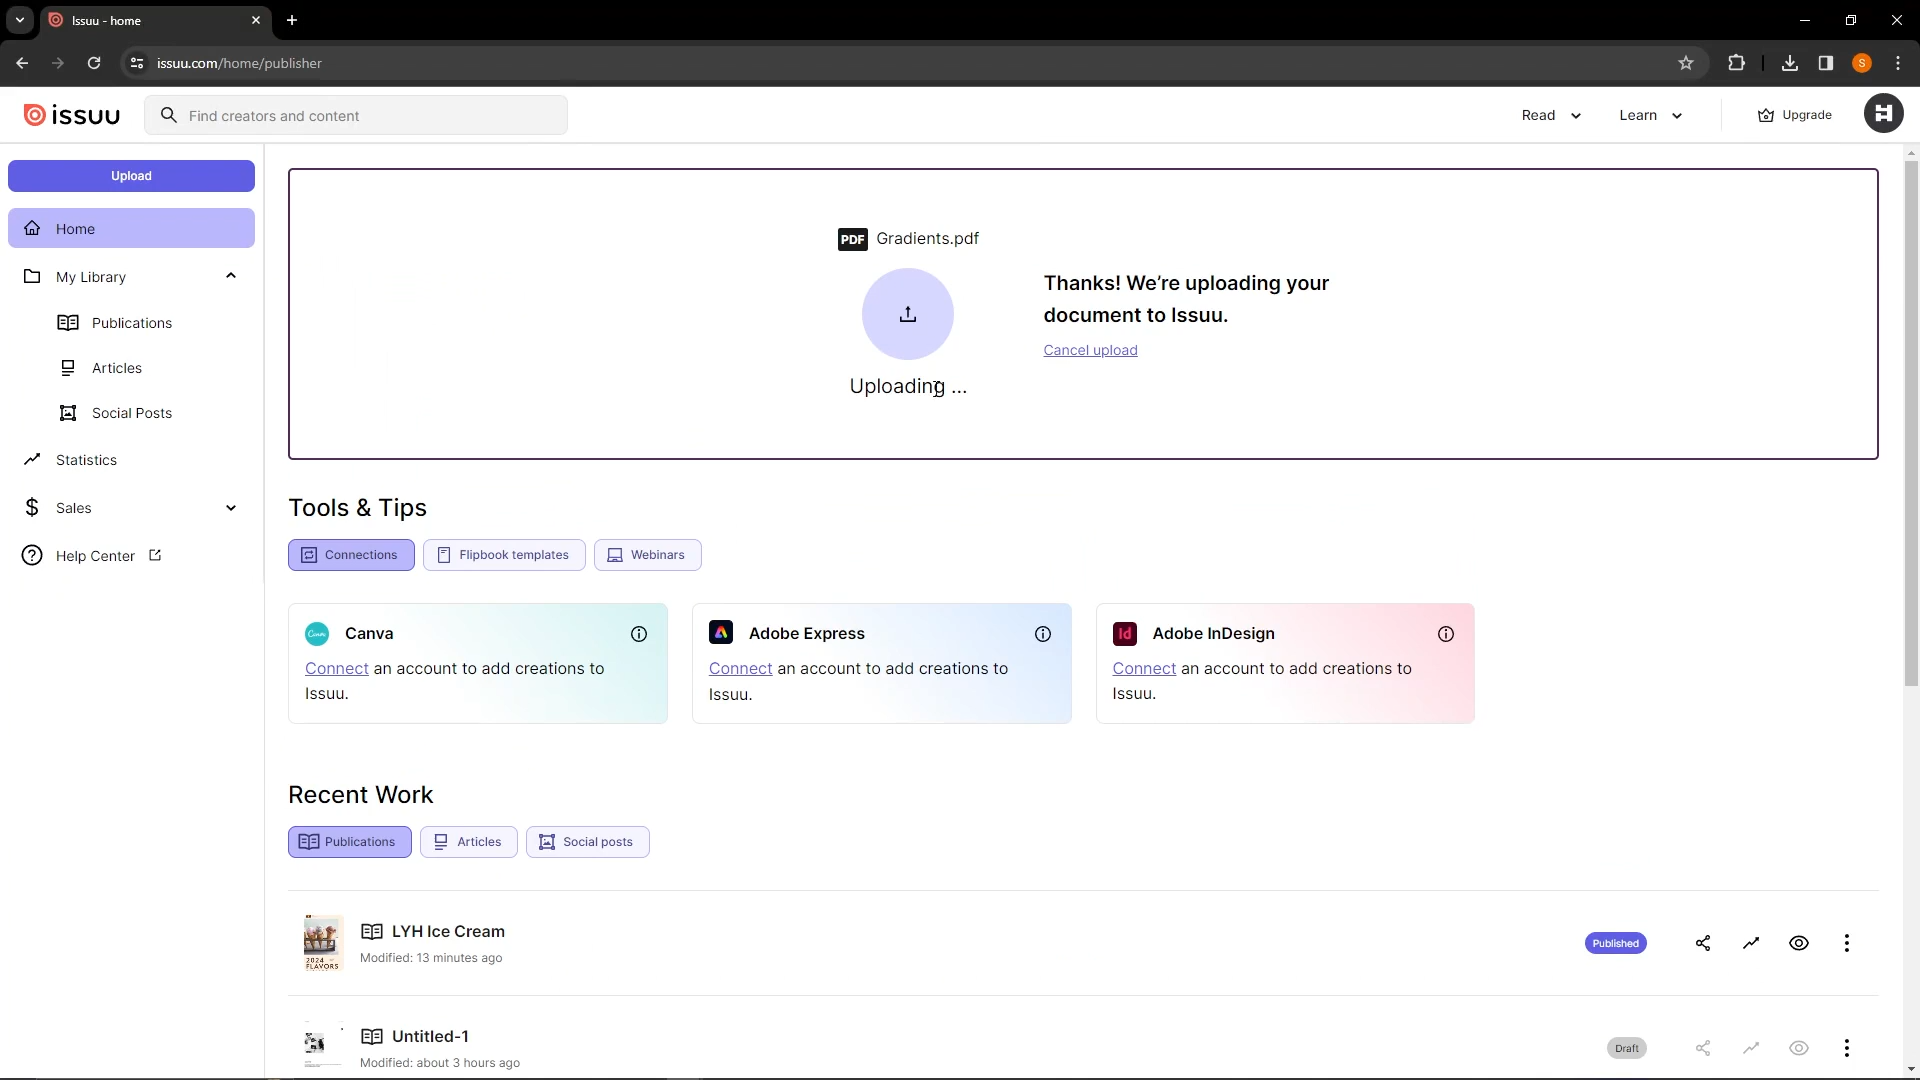 Issuu - home
issuu.com/home/publisher
S
issuu
Find creators and content
Read
Learn
Upgrade
Upload
Home
My Library
Publications
Articles
Social Posts
Statistics
Sales
Help Center
PDF Gradients.pdf
Uploading ...
Thanks! We're uploading your
document to Issuu.
Cancel upload
Tools & Tips
Connections
Flipbook templates
Webinars
Canva
Connect an account to add creations to
Issuu.
Adobe Express
Connect an account to add creations to
Issuu.
Id Adobe InDesign
Connect an account to add creations to
Issuu.
Recent Work
Publications
Articles
Social posts
2024
FLAVORS
LYH Ice Cream
Modified: 13 minutes ago
Published
Untitled-1
Modified: about 3 hours ago
Draft